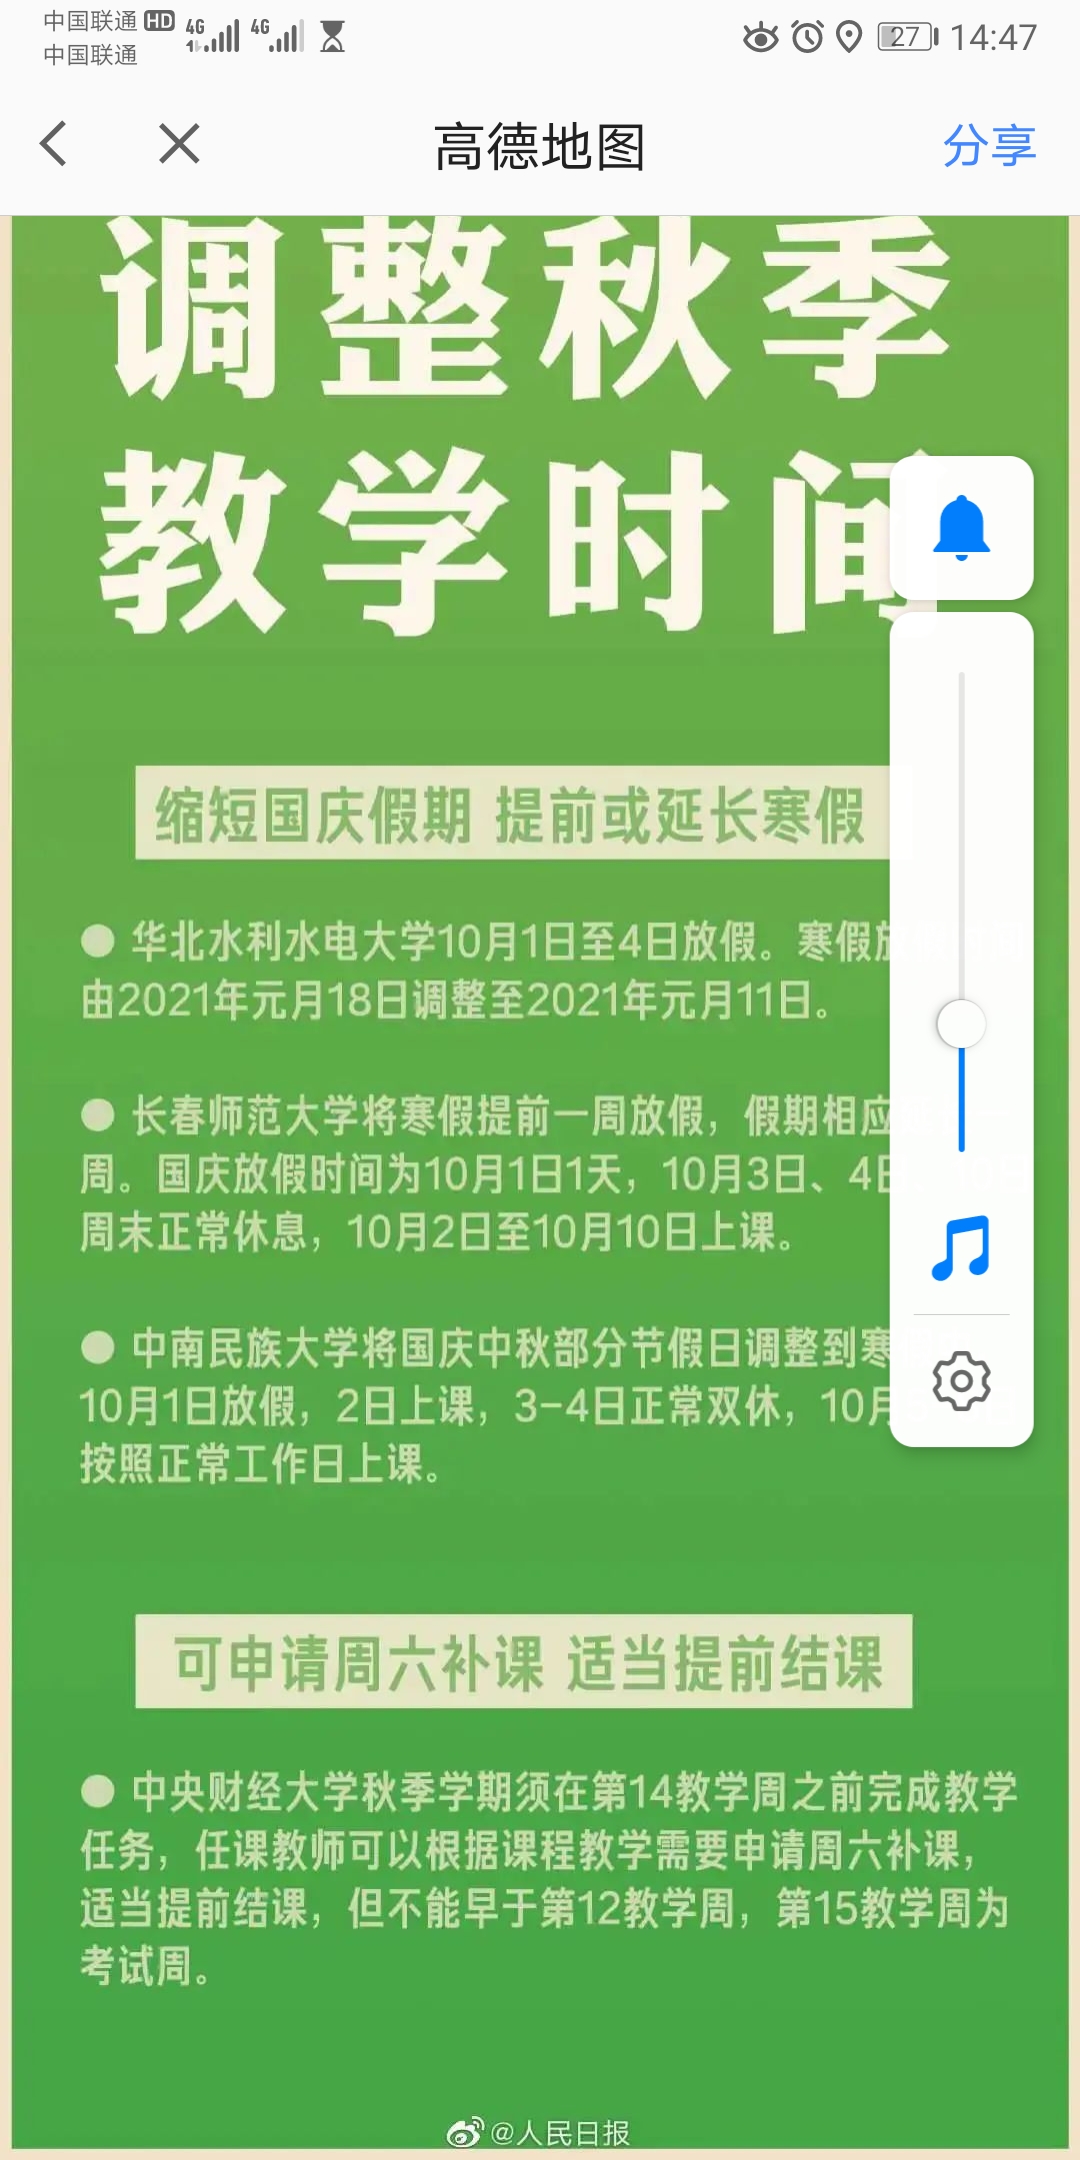 中国联通 HD 4G 4G 27 14:47
中国联通
高德地图 分享
调整秋季
教学时间
缩短国庆假期 提前或延长寒假
● 华北水利水电大学10月1日至4日放假。寒假放假时间
由2021年元月18日调整至2021年元月11日。
● 长春师范大学将寒假提前一周放假，假期相应
周。国庆放假时间为10月1日1天，10月3日、4日、10日
周末正常休息，10月2日至10月10日上课。
● 中南民族大学将国庆中秋部分节假日调整到寒
10月1日放假，2日上课，3-4日正常双休，10月
按照正常工作日上课。
可申请周六补课 适当提前结课
● 中央财经大学秋季学期须在第14教学周之前完成教学
任务，任课教师可以根据课程教学需要申请周六补课，
适当提前结课，但不能早于第12教学周，第15教学周为
考试周。
@人民日报